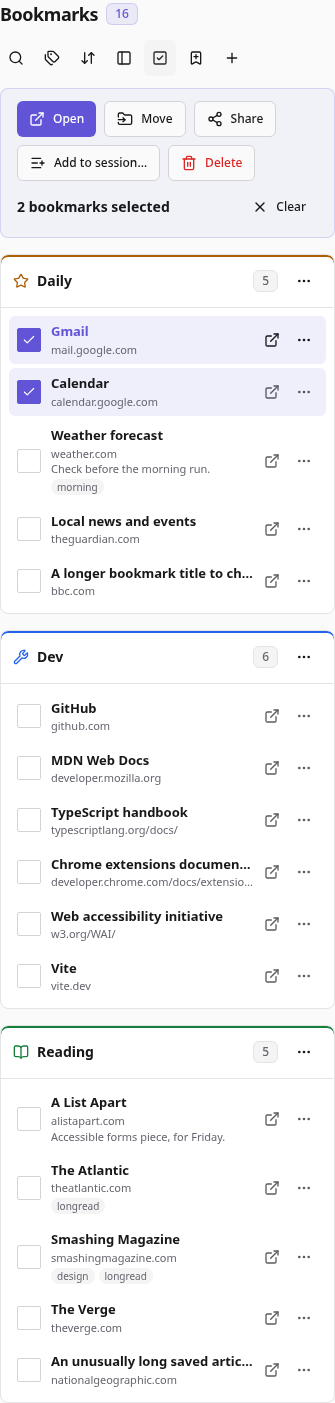 Bookmarks 16
Open Move Share
Add to session... Delete
2 bookmarks selected Clear
Daily 5
Gmail
mail.google.com
Calendar
calendar.google.com
Weather forecast
weather.com
Check before the morning run.
morning
Local news and events
theguardian.com
A longer bookmark title to ch...
bbc.com
Dev 6
GitHub
github.com
MDN Web Docs
developer.mozilla.org
TypeScript handbook
typescriptlang.org/docs/
Chrome extensions documen...
developer.chrome.com/docs/extensio...
Web accessibility initiative
w3.org/WAI/
Vite
vite.dev
Reading 5
A List Apart
alistapart.com
Accessible forms piece, for Friday.
The Atlantic
theatlantic.com
longread
Smashing Magazine
smashingmagazine.com
design longread
The Verge
theverge.com
An unusually long saved artic...
nationalgeographic.com